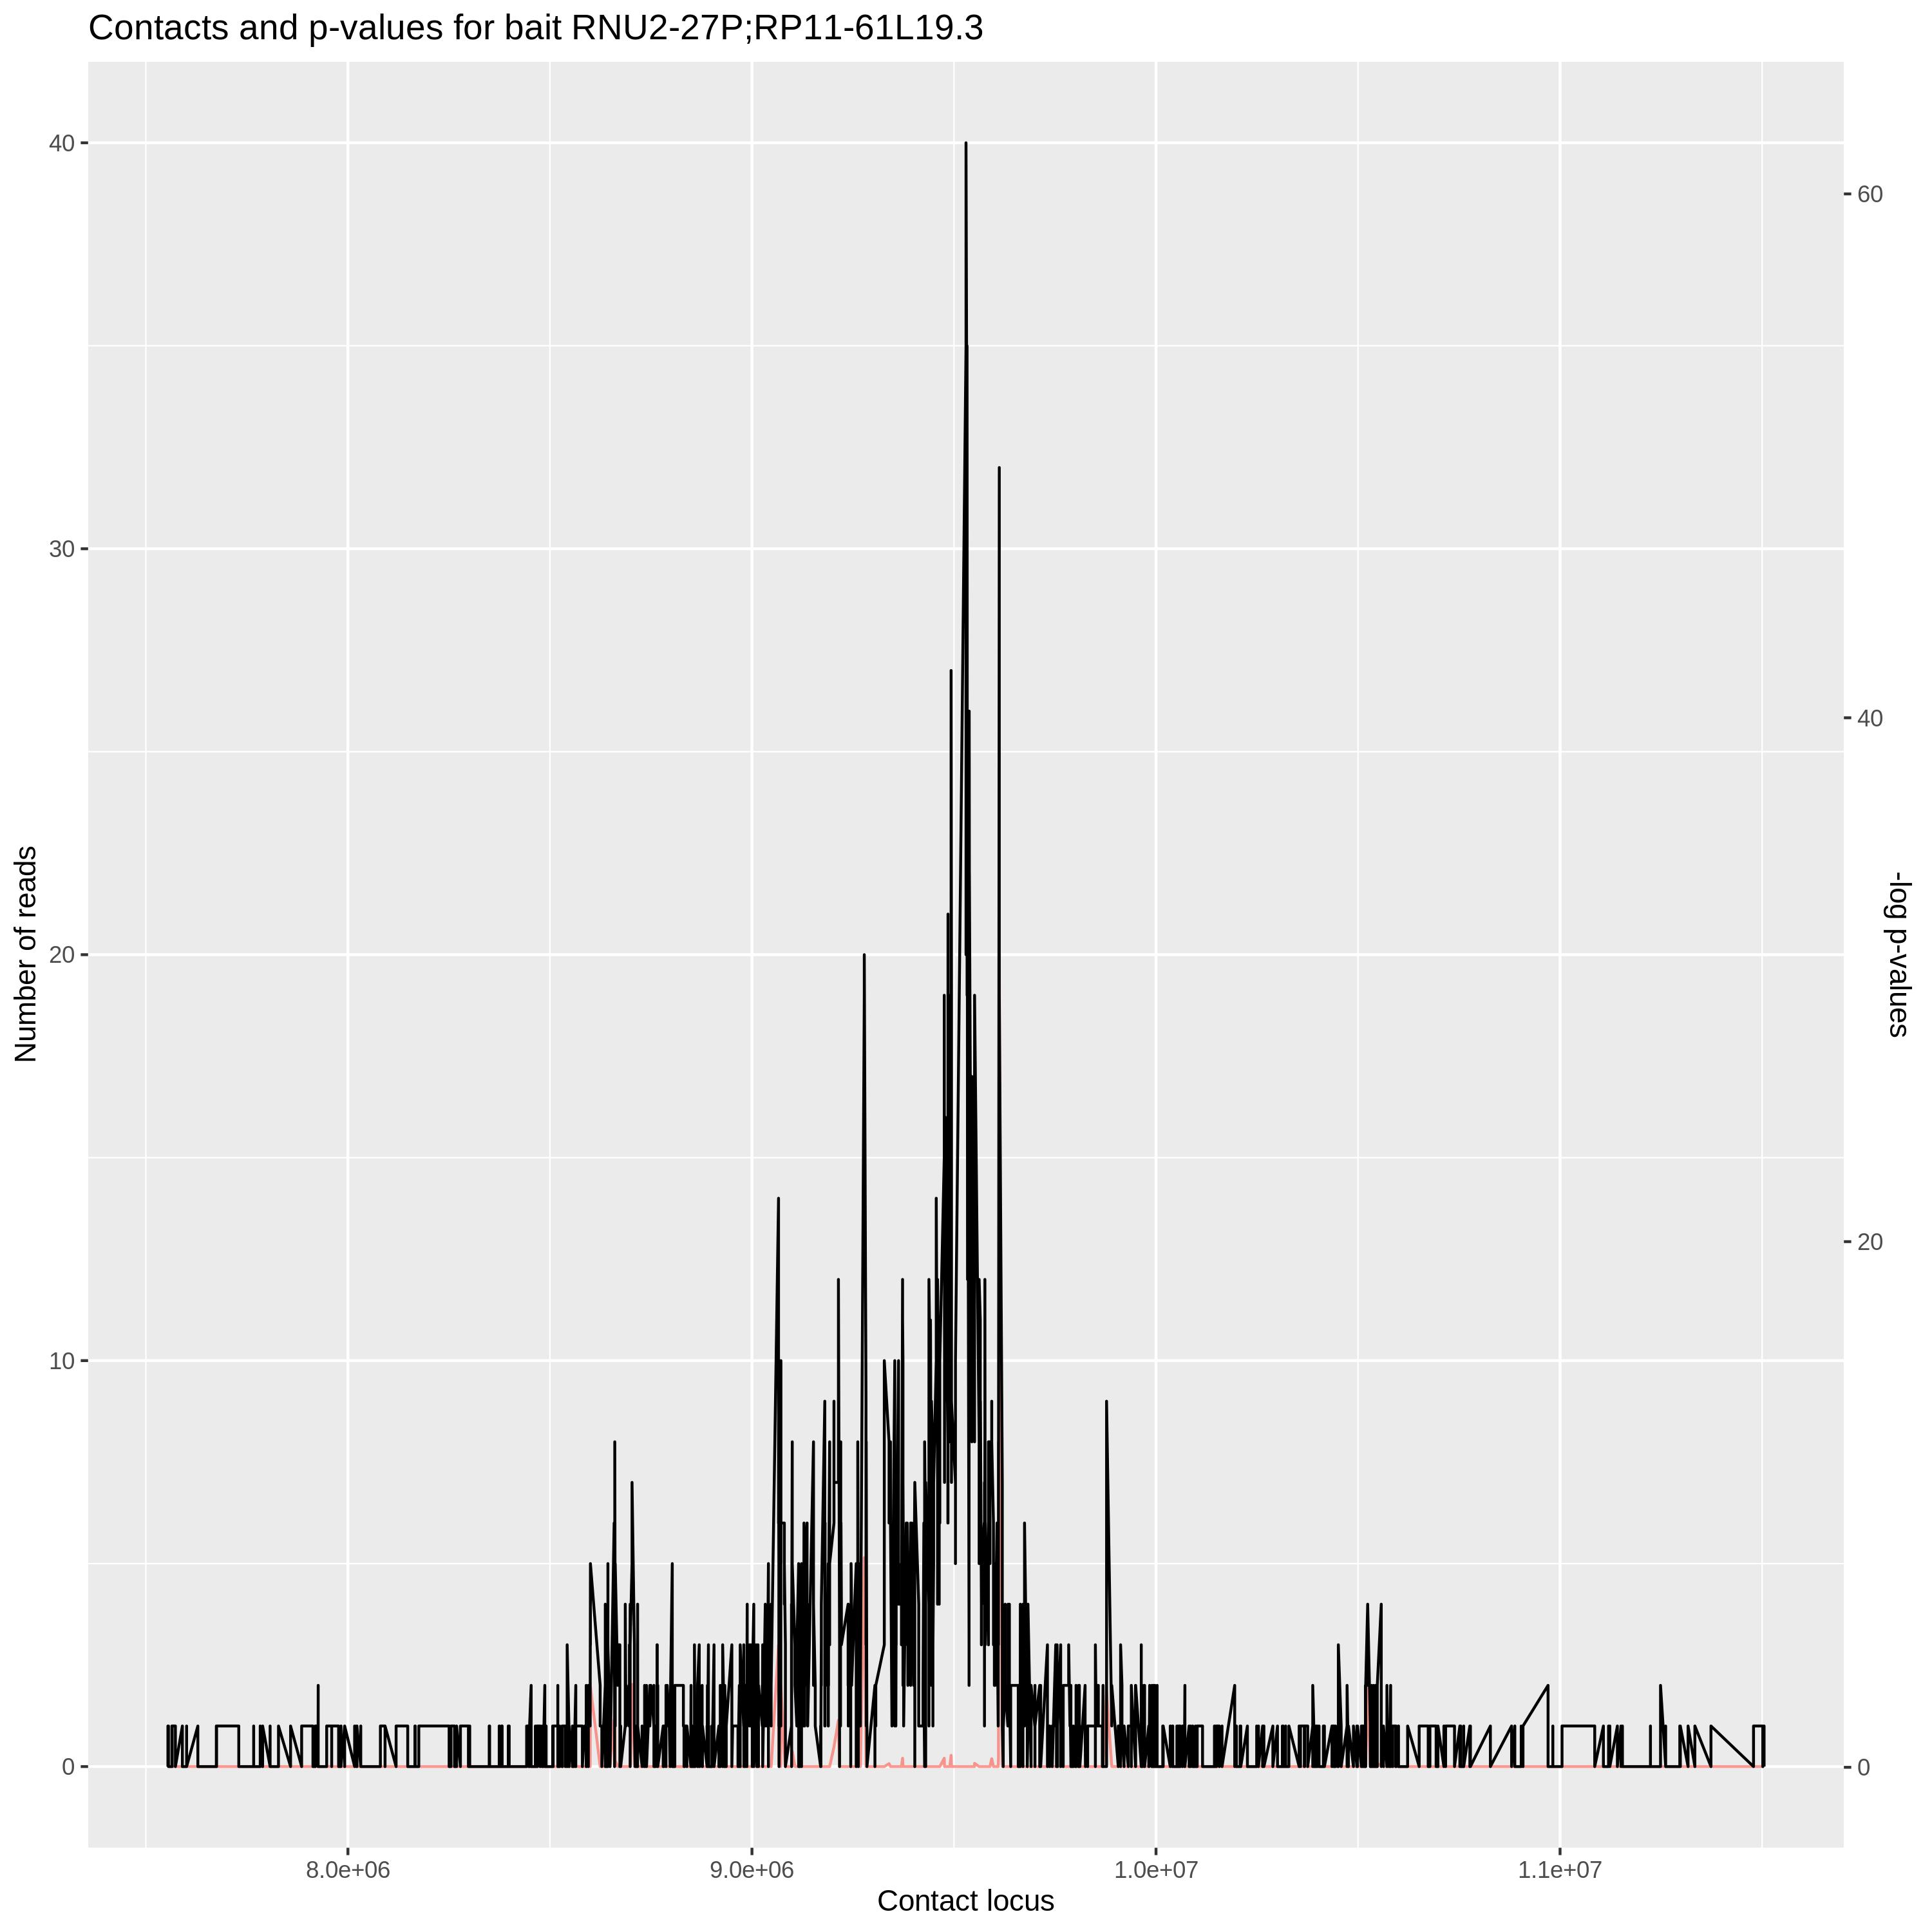 Contacts and p-values for bait RNU2-27P;RP11-61L19.3
40
30
20
10
0
Number of reads
60
40
20
0
-log p-values
8.0e+06
9.0e+06
1.0e+07
1.1e+07
Contact locus